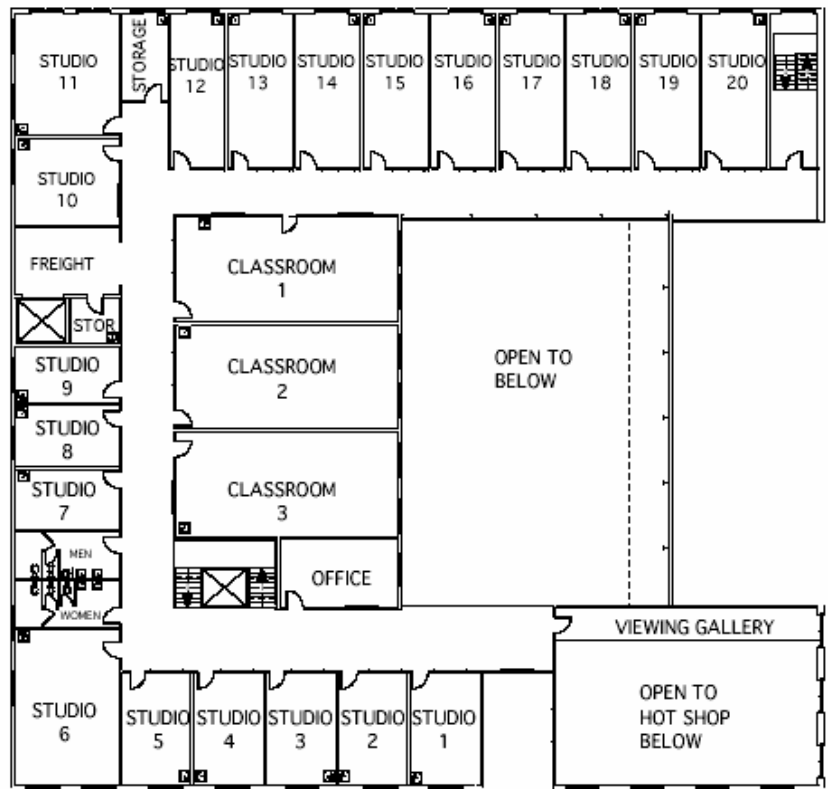 STUDIO
11
STORAGE
STUDIO
12
STUDIO
13
STUDIO
14
STUDIO
15
STUDIO
16
STUDIO
17
STUDIO
18
STUDIO
19
STUDIO
20
STUDIO
10
FREIGHT
STOR
CLASSROOM
1
STUDIO
9
CLASSROOM
2
OPEN TO
BELOW
STUDIO
8
STUDIO
7
CLASSROOM
3
MEN
WOMEN
OFFICE
VIEWING GALLERY
STUDIO
6
STUDIO
5
STUDIO
4
STUDIO
3
STUDIO
2
STUDIO
1
OPEN TO
HOT SHOP
BELOW